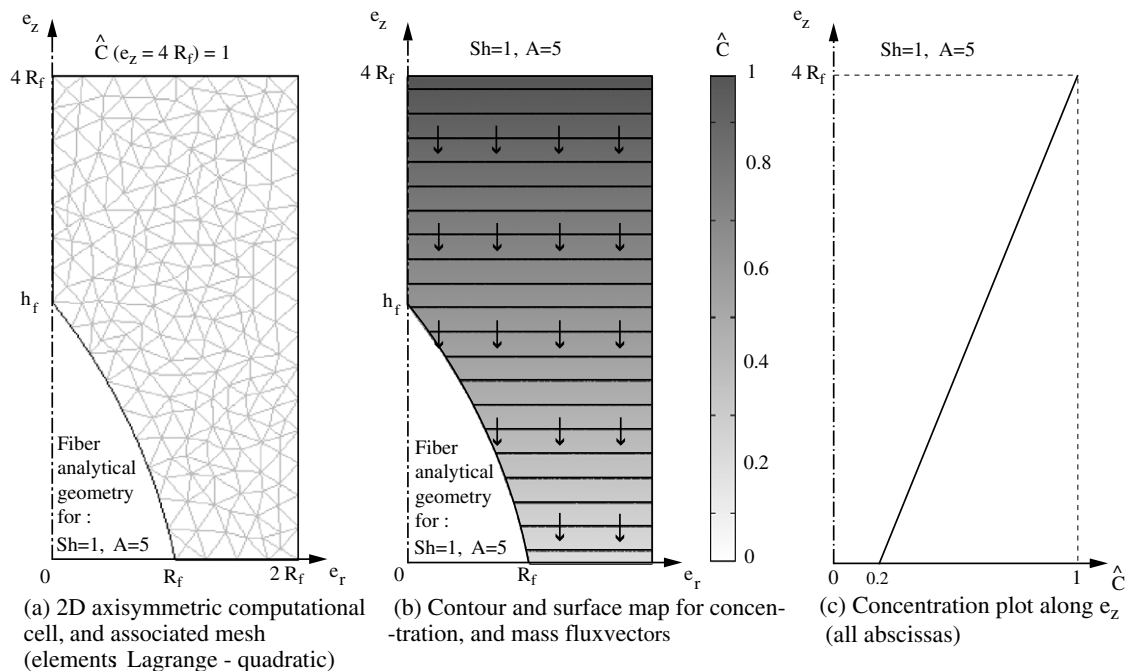 e_z
Ĉ (e_z = 4 R_f) = 1
4 R_f
h_f
Fiber
analytical
geometry
for :
Sh=1, A=5
0
R_f
2 R_f
e_r
(a) 2D axisymmetric computational
cell, and associated mesh
(elements Lagrange - quadratic)
e_z
Sh=1, A=5
Ĉ
4 R_f
h_f
1
0.8
0.6
0.4
0.2
0
Fiber
analytical
geometry
for :
Sh=1, A=5
0
R_f
e_r
(b) Contour and surface map for concen-
-tration, and mass fluxvectors
e_z
Sh=1, A=5
4 R_f
0
0.2
1
Ĉ
(c) Concentration plot along e_z
(all abscissas)